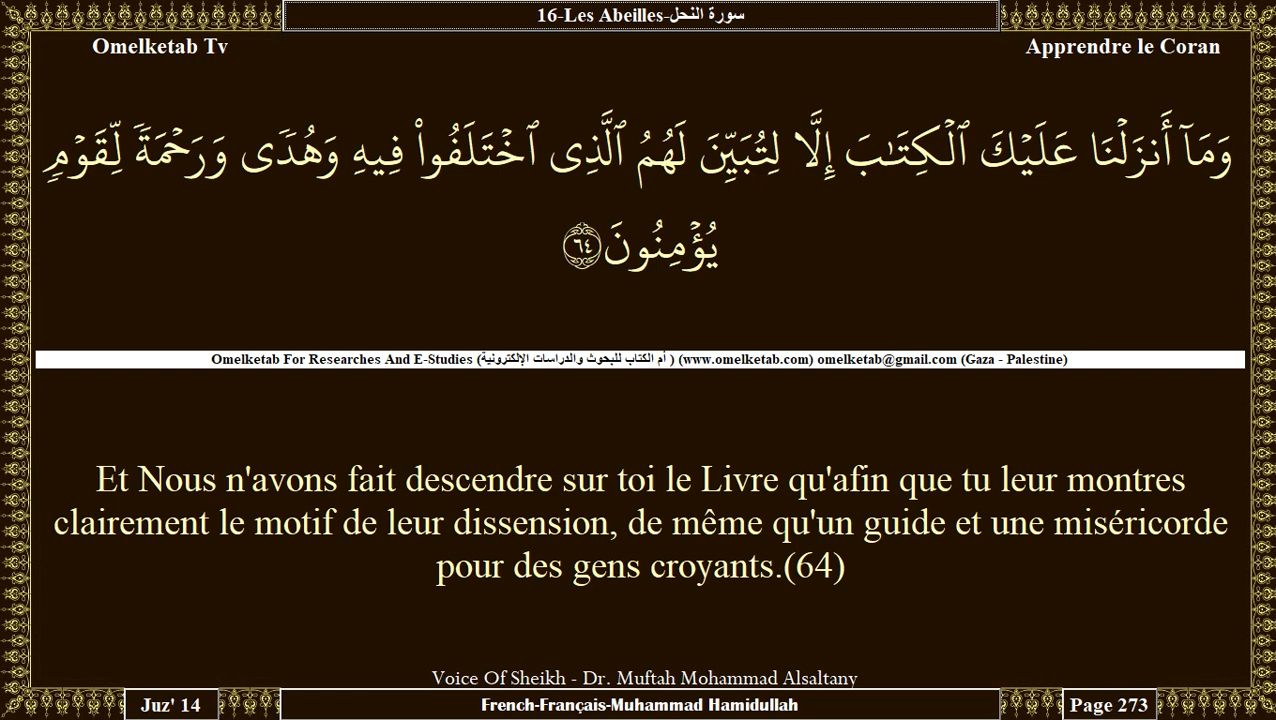 16-Les Abeilles-سورة النحل
Omelketab Tv
Apprendre le Coran
وَمَآ أَنزَلۡنَا عَلَيۡكَ ٱلۡكِتَٰبَ إِلَّا لِتُبَيِّنَ لَهُمُ ٱلَّذِى ٱخۡتَلَفُواْ فِيهِ وَهُدٗى وَرَحۡمَةٗ لِّقَوۡمٖ
يُؤۡمِنُونَ ٦٤
Omelketab For Researches And E-Studies (أم الكتاب للبحوث والدراسات الإلكترونية ) (www.omelketab.com) omelketab@gmail.com (Gaza - Palestine)
Et Nous n'avons fait descendre sur toi le Livre qu'afin que tu leur montres
clairement le motif de leur dissension, de même qu'un guide et une miséricorde
pour des gens croyants.(64)
Voice Of Sheikh - Dr. Muftah Mohammad Alsaltany
Juz' 14
French-Français-Muhammad Hamidullah
Page 273